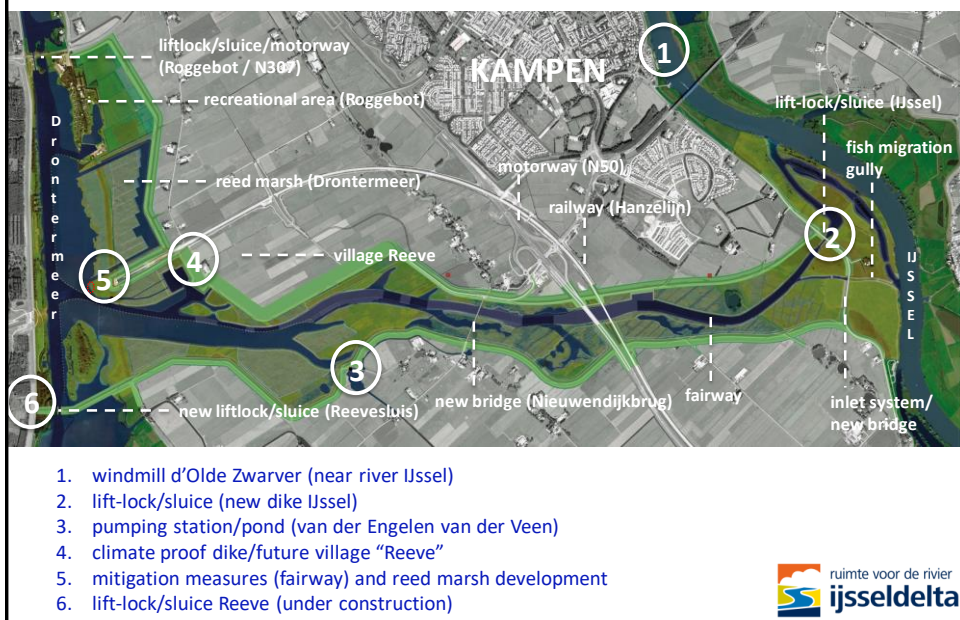 liftlock/sluice/motorway
(Roggebot / N307)
KAMPEN
1
recreational area (Roggebot)
lift-lock/sluice (IJssel)
Drontermeer
fish migration
gully
motorway (N50)
reed marsh (Drontermeer)
railway (Hanzelijn)
2
4
village Reeve
5
IJSSEL
3
6
new liftlock/sluice (Reevesluis)
new bridge (Nieuwendijkbrug)
fairway
inlet system/
new bridge
1. windmill d’Olde Zwarver (near river IJssel)
2. lift-lock/sluice (new dike IJssel)
3. pumping station/pond (van der Engelen van der Veen)
4. climate proof dike/future village “Reeve”
5. mitigation measures (fairway) and reed marsh development
6. lift-lock/sluice Reeve (under construction)
ruimte voor de rivier
ijsseldelta